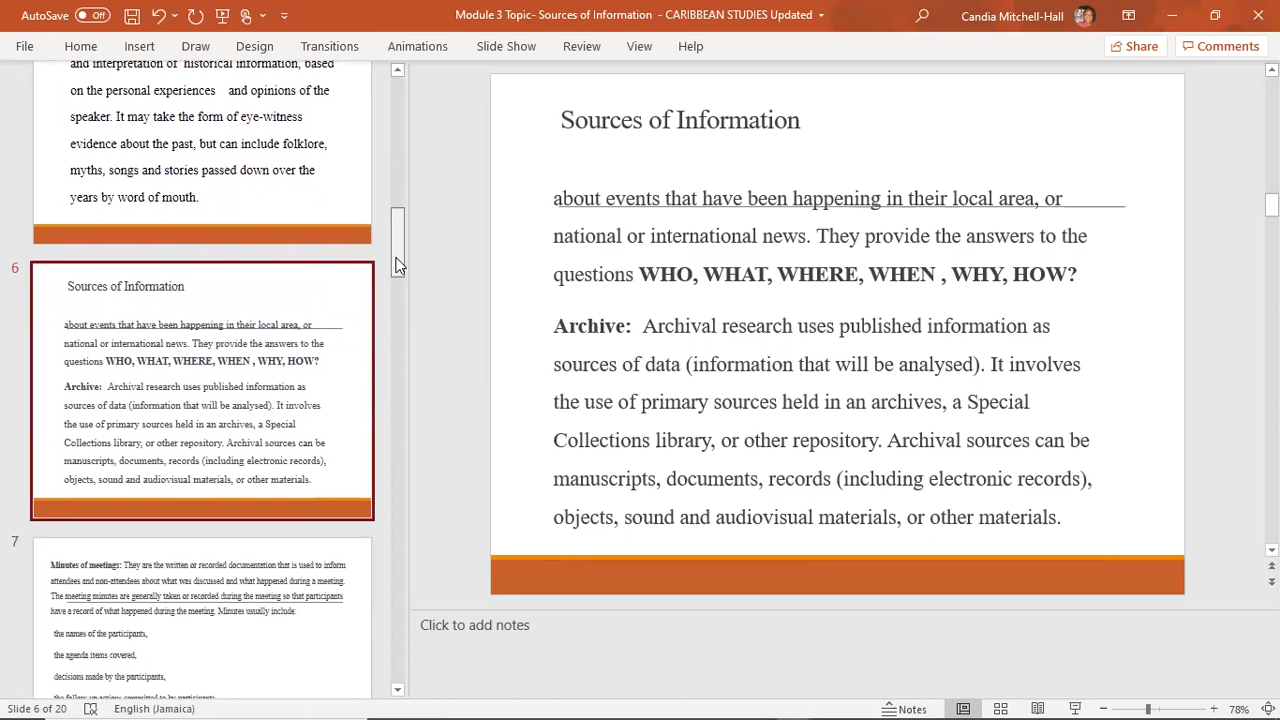 AutoSave Off
Module 3 Topic- Sources of Information - CARIBBEAN STUDIES Updated
Candia Mitchell-Hall
File Home Insert Draw Design Transitions Animations Slide Show Review View Help Share Comments
and interpretation of historical information, based
on the personal experiences and opinions of the
speaker. It may take the form of eye-witness
evidence about the past, but can include folklore,
myths, songs and stories passed down over the
years by word of mouth.
6
Sources of Information
about events that have been happening in their local area, or
national or international news. They provide the answers to the
questions WHO, WHAT, WHERE, WHEN , WHY, HOW?
Archive: Archival research uses published information as
sources of data (information that will be analysed). It involves
the use of primary sources held in an archives, a Special
Collections library, or other repository. Archival sources can be
manuscripts, documents, records (including electronic records),
objects, sound and audiovisual materials, or other materials.
7
Minutes of meetings: They are the written or recorded documentation that is used to inform
attendees and non-attendees about what was discussed and what happened during a meeting.
The meeting minutes are generally taken or recorded during the meeting so that participants
have a record of what happened during the meeting. Minutes usually include:
the names of the participants,
the agenda items covered,
decisions made by the participants,
the follow up actions committed to by participants
Sources of Information
about events that have been happening in their local area, or
national or international news. They provide the answers to the
questions WHO, WHAT, WHERE, WHEN , WHY, HOW?
Archive: Archival research uses published information as
sources of data (information that will be analysed). It involves
the use of primary sources held in an archives, a Special
Collections library, or other repository. Archival sources can be
manuscripts, documents, records (including electronic records),
objects, sound and audiovisual materials, or other materials.
Click to add notes
Slide 6 of 20 English (Jamaica) Notes 78%